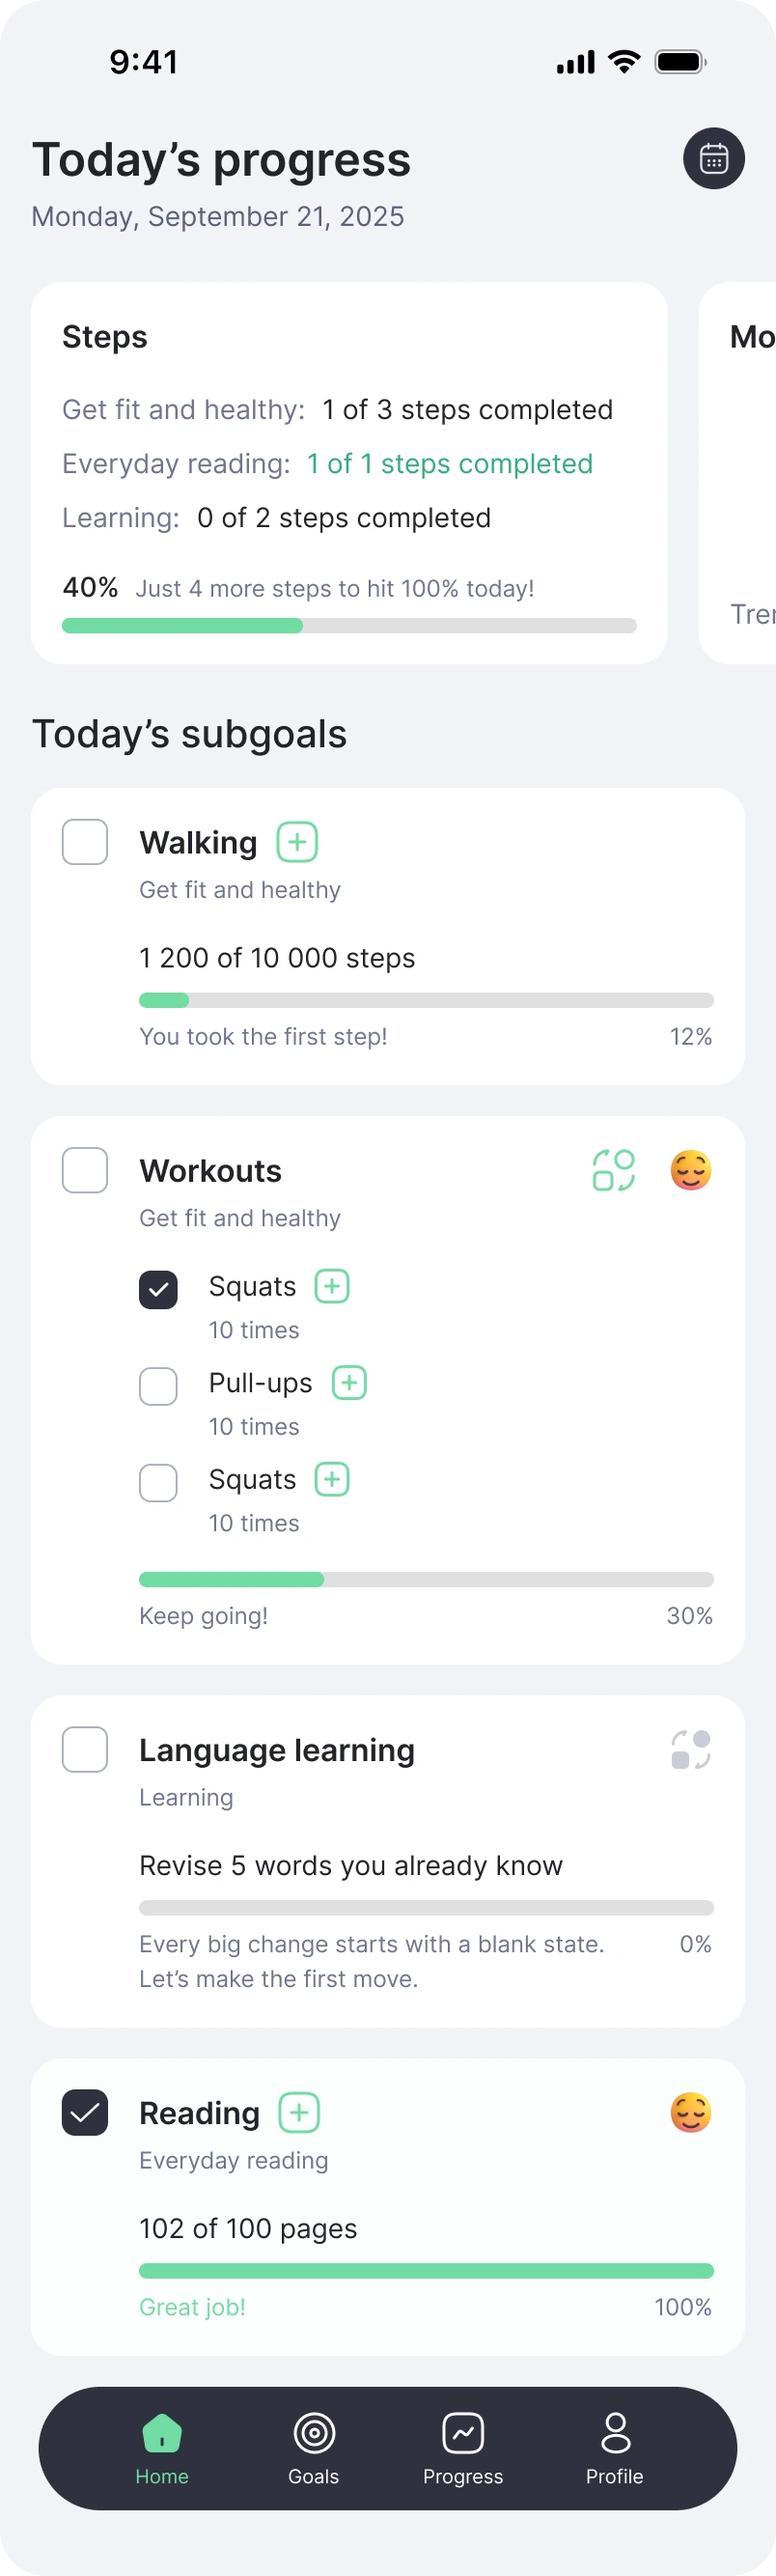 9:41
Today’s progress
Monday, September 21, 2025
Steps
Get fit and healthy: 1 of 3 steps completed
Everyday reading: 1 of 1 steps completed
Learning: 0 of 2 steps completed
40% Just 4 more steps to hit 100% today!
Mo
Tren
Today’s subgoals
Walking
Get fit and healthy
1 200 of 10 000 steps
You took the first step! 12%
Workouts
Get fit and healthy
Squats
10 times
Pull-ups
10 times
Squats
10 times
Keep going! 30%
Language learning
Learning
Revise 5 words you already know
Every big change starts with a blank state. 0%
Let’s make the first move.
Reading
Everyday reading
102 of 100 pages
Great job! 100%
Home Goals Progress Profile